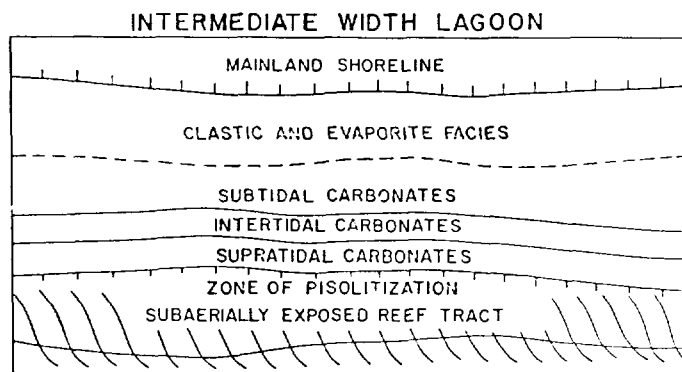 INTERMEDIATE WIDTH LAGOON
MAINLAND SHORELINE
CLASTIC AND EVAPORITE FACIES
SUBTIDAL CARBONATES
INTERTIDAL CARBONATES
SUPRATIDAL CARBONATES
ZONE OF PISOLITIZATION
SUBAERIALLY EXPOSED REEF TRACT